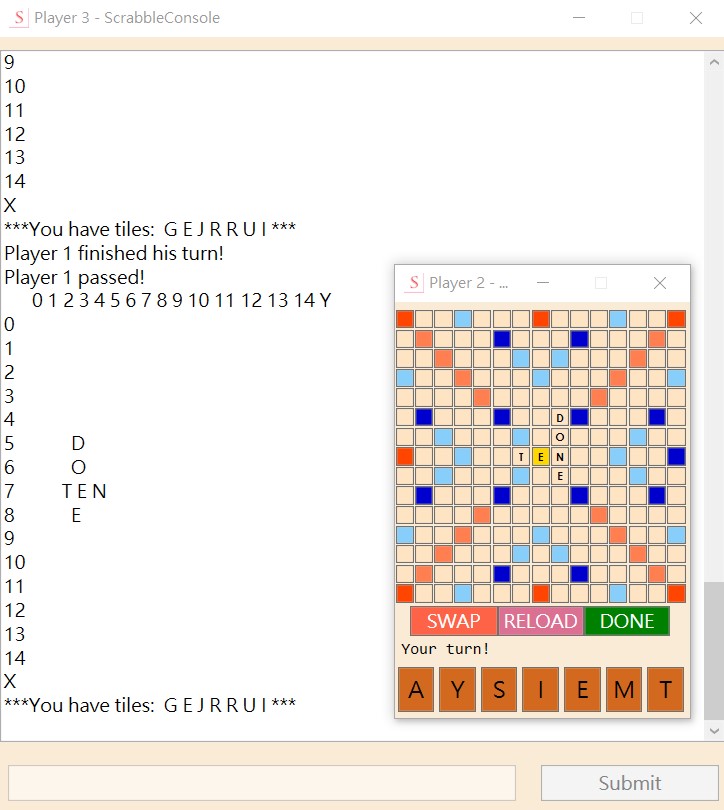 Player 3 - ScrabbleConsole
9
10
11
12
13
14
X
***You have tiles:  G E J R R U I ***
Player 1 finished his turn!
Player 1 passed!
0 1 2 3 4 5 6 7 8 9 10 11 12 13 14 Y
0
1
2
3
4
5 D
6 O
7 T E N
8 E
9
10
11
12
13
14
X
***You have tiles:  G E J R R U I ***
Submit
S Player 2 - ...
D
O
T E N
E
SWAP RELOAD DONE
Your turn!
A Y S I E M T